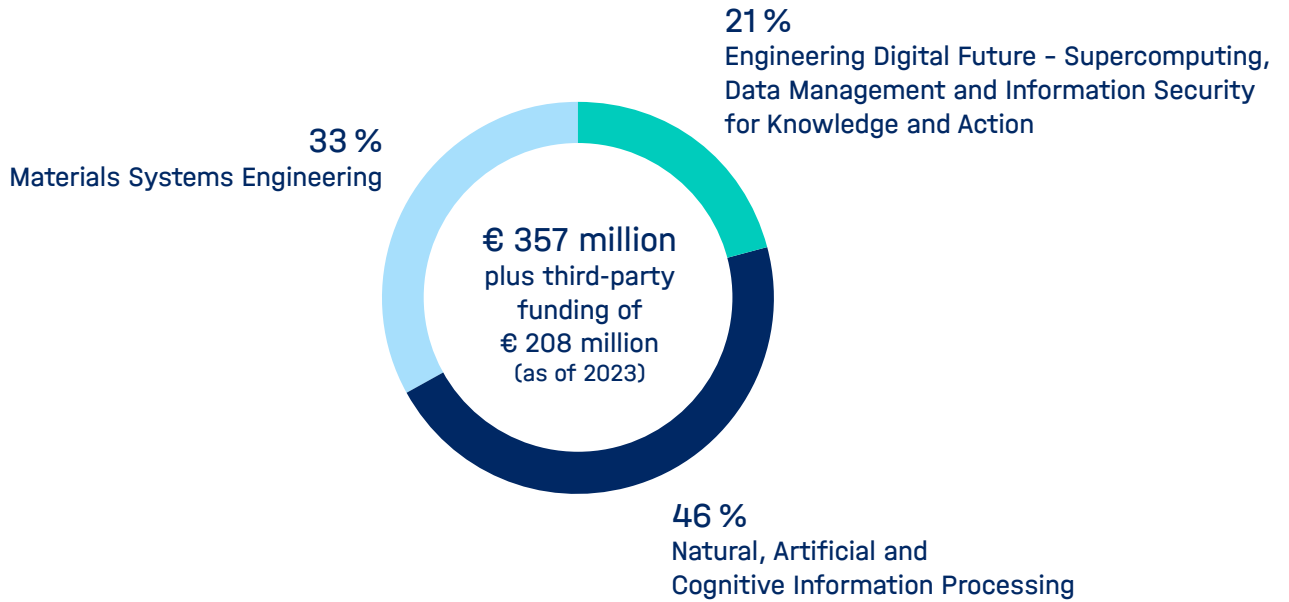 21 %
Engineering Digital Future – Supercomputing,
Data Management and Information Security
for Knowledge and Action
33 %
Materials Systems Engineering
€ 357 million
plus third-party
funding of
€ 208 million
(as of 2023)
46 %
Natural, Artificial and
Cognitive Information Processing